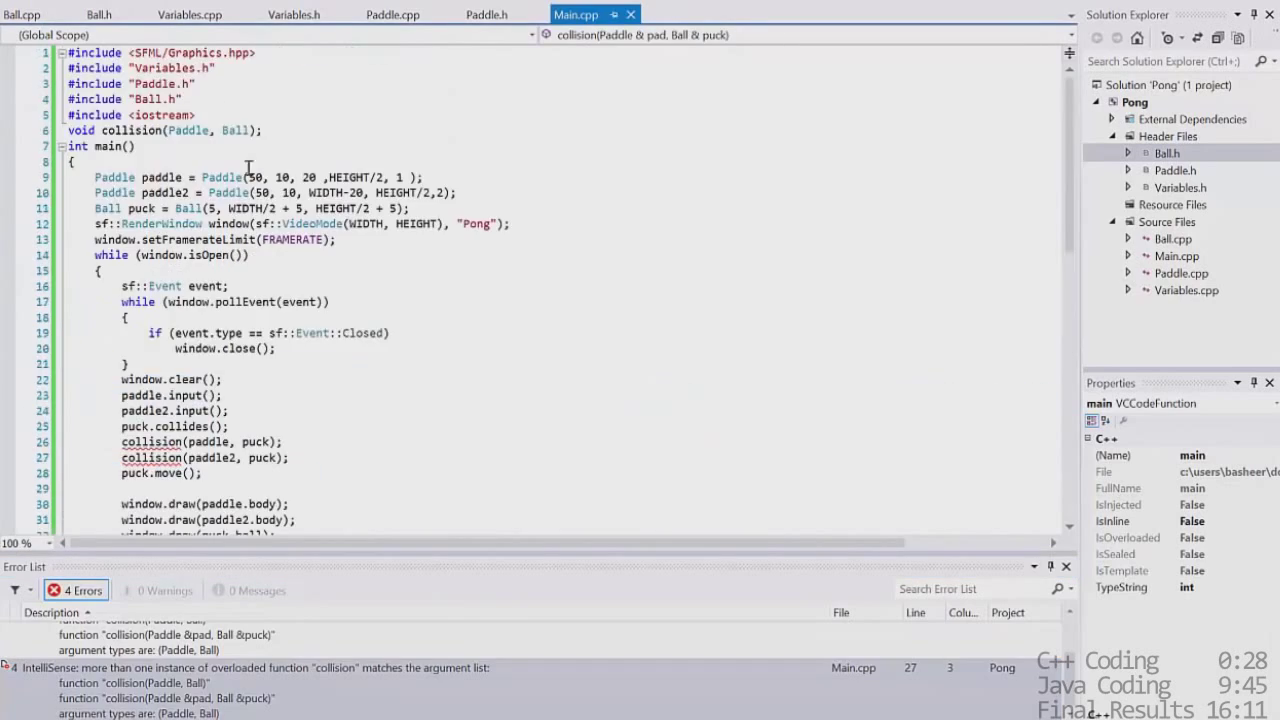 Ball.cpp Ball.h Variables.cpp Variables.h Paddle.cpp Paddle.h Main.cpp
(Global Scope) collision(Paddle & pad, Ball & puck)
1 #include <SFML/Graphics.hpp>
2 #include "Variables.h"
3 #include "Paddle.h"
4 #include "Ball.h"
5 #include <iostream>
6 void collision(Paddle, Ball);
7 int main()
8 {
9 Paddle paddle = Paddle(50, 10, 20 ,HEIGHT/2, 1 );
10 Paddle paddle2 = Paddle(50, 10, WIDTH-20, HEIGHT/2,2);
11 Ball puck = Ball(5, WIDTH/2 + 5, HEIGHT/2 + 5);
12 sf::RenderWindow window(sf::VideoMode(WIDTH, HEIGHT), "Pong");
13 window.setFramerateLimit(FRAMERATE);
14 while (window.isOpen())
15 {
16 sf::Event event;
17 while (window.pollEvent(event))
18 {
19 if (event.type == sf::Event::Closed)
20 window.close();
21 }
22 window.clear();
23 paddle.input();
24 paddle2.input();
25 puck.collides();
26 collision(paddle, puck);
27 collision(paddle2, puck);
28 puck.move();
29
30 window.draw(paddle.body);
31 window.draw(paddle2.body);
100 %
Error List
4 Errors 0 Warnings 0 Messages Search Error List
Description File Line Colu... Project
function "collision(Paddle, Ball)"
function "collision(Paddle &pad, Ball &puck)"
argument types are: (Paddle, Ball)
4 IntelliSense: more than one instance of overloaded function "collision" matches the argument list: Main.cpp 27 3 Pong
function "collision(Paddle, Ball)"
function "collision(Paddle &pad, Ball &puck)"
argument types are: (Paddle, Ball)
Solution Explorer
Search Solution Explorer (Ctrl+;)
Solution 'Pong' (1 project)
Pong
External Dependencies
Header Files
Ball.h
Paddle.h
Variables.h
Resource Files
Source Files
Ball.cpp
Main.cpp
Paddle.cpp
Variables.cpp
Properties
main VCCodeFunction
C++
(Name) main
File c:\users\basheer\d
FullName main
IsInjected False
IsInline False
IsOverloaded False
IsSealed False
IsTemplate False
TypeString int
C++ Coding 0:28
Java Coding 9:45
Final Results 16:11
C++